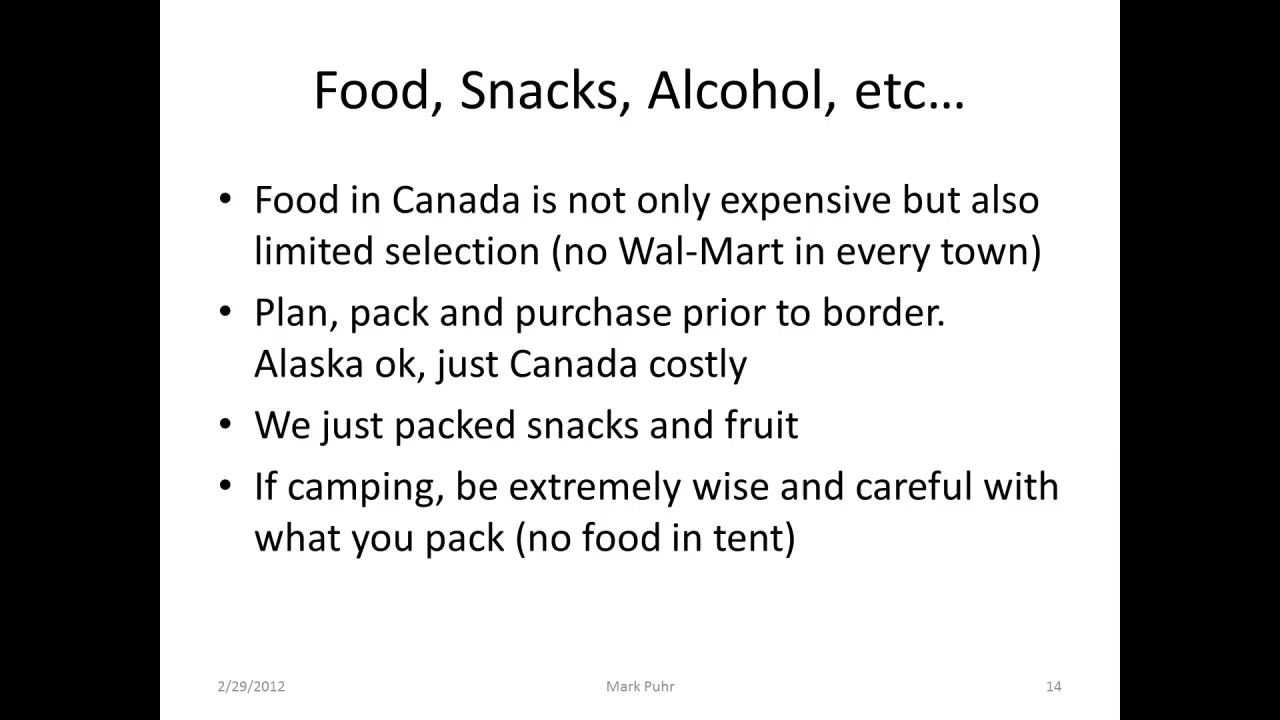 Food, Snacks, Alcohol, etc…
• Food in Canada is not only expensive but also
limited selection (no Wal-Mart in every town)
• Plan, pack and purchase prior to border.
Alaska ok, just Canada costly
• We just packed snacks and fruit
• If camping, be extremely wise and careful with
what you pack (no food in tent)
2/29/2012 Mark Puhr 14